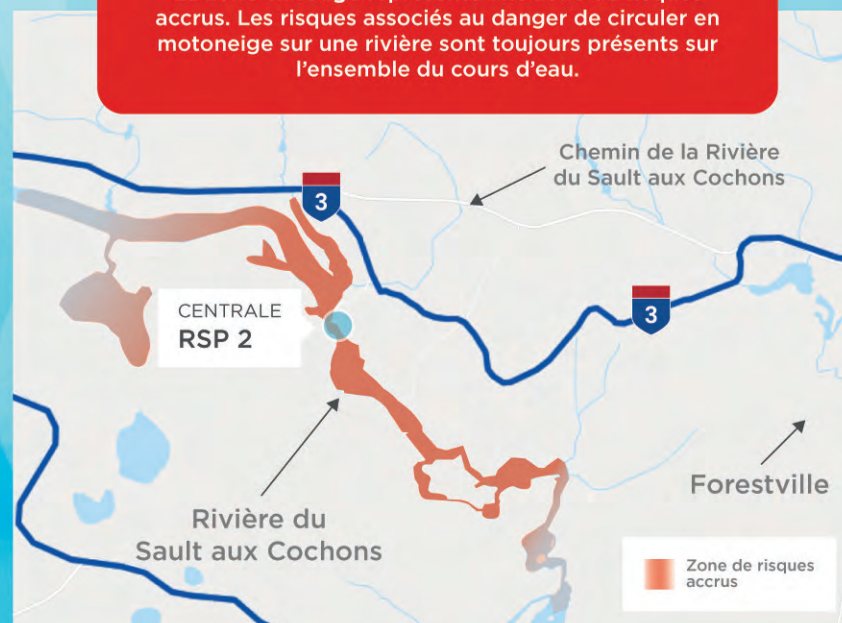 accrus. Les risques associés au danger de circuler en
motoneige sur une rivière sont toujours présents sur
l'ensemble du cours d'eau.
Chemin de la Rivière
du Sault aux Cochons
3
3
CENTRALE
RSP 2
Rivière du
Sault aux Cochons
Forestville
Zone de risques
accrus